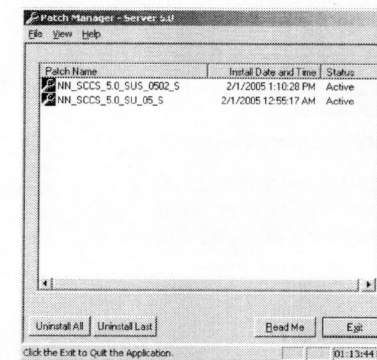 Patch Manager - Server 5.0
File View Help
Patch Name Install Date and Time Status
NN_SCCS_5.0_SUS_0502_S 2/1/2005 1:10:28 PM Active
NN_SCCS_5.0_SU_05_S 2/1/2005 12:55:17 AM Active
Uninstall All Uninstall Last Read Me Exit
Click the Exit to Quit the Application. 01:13:44